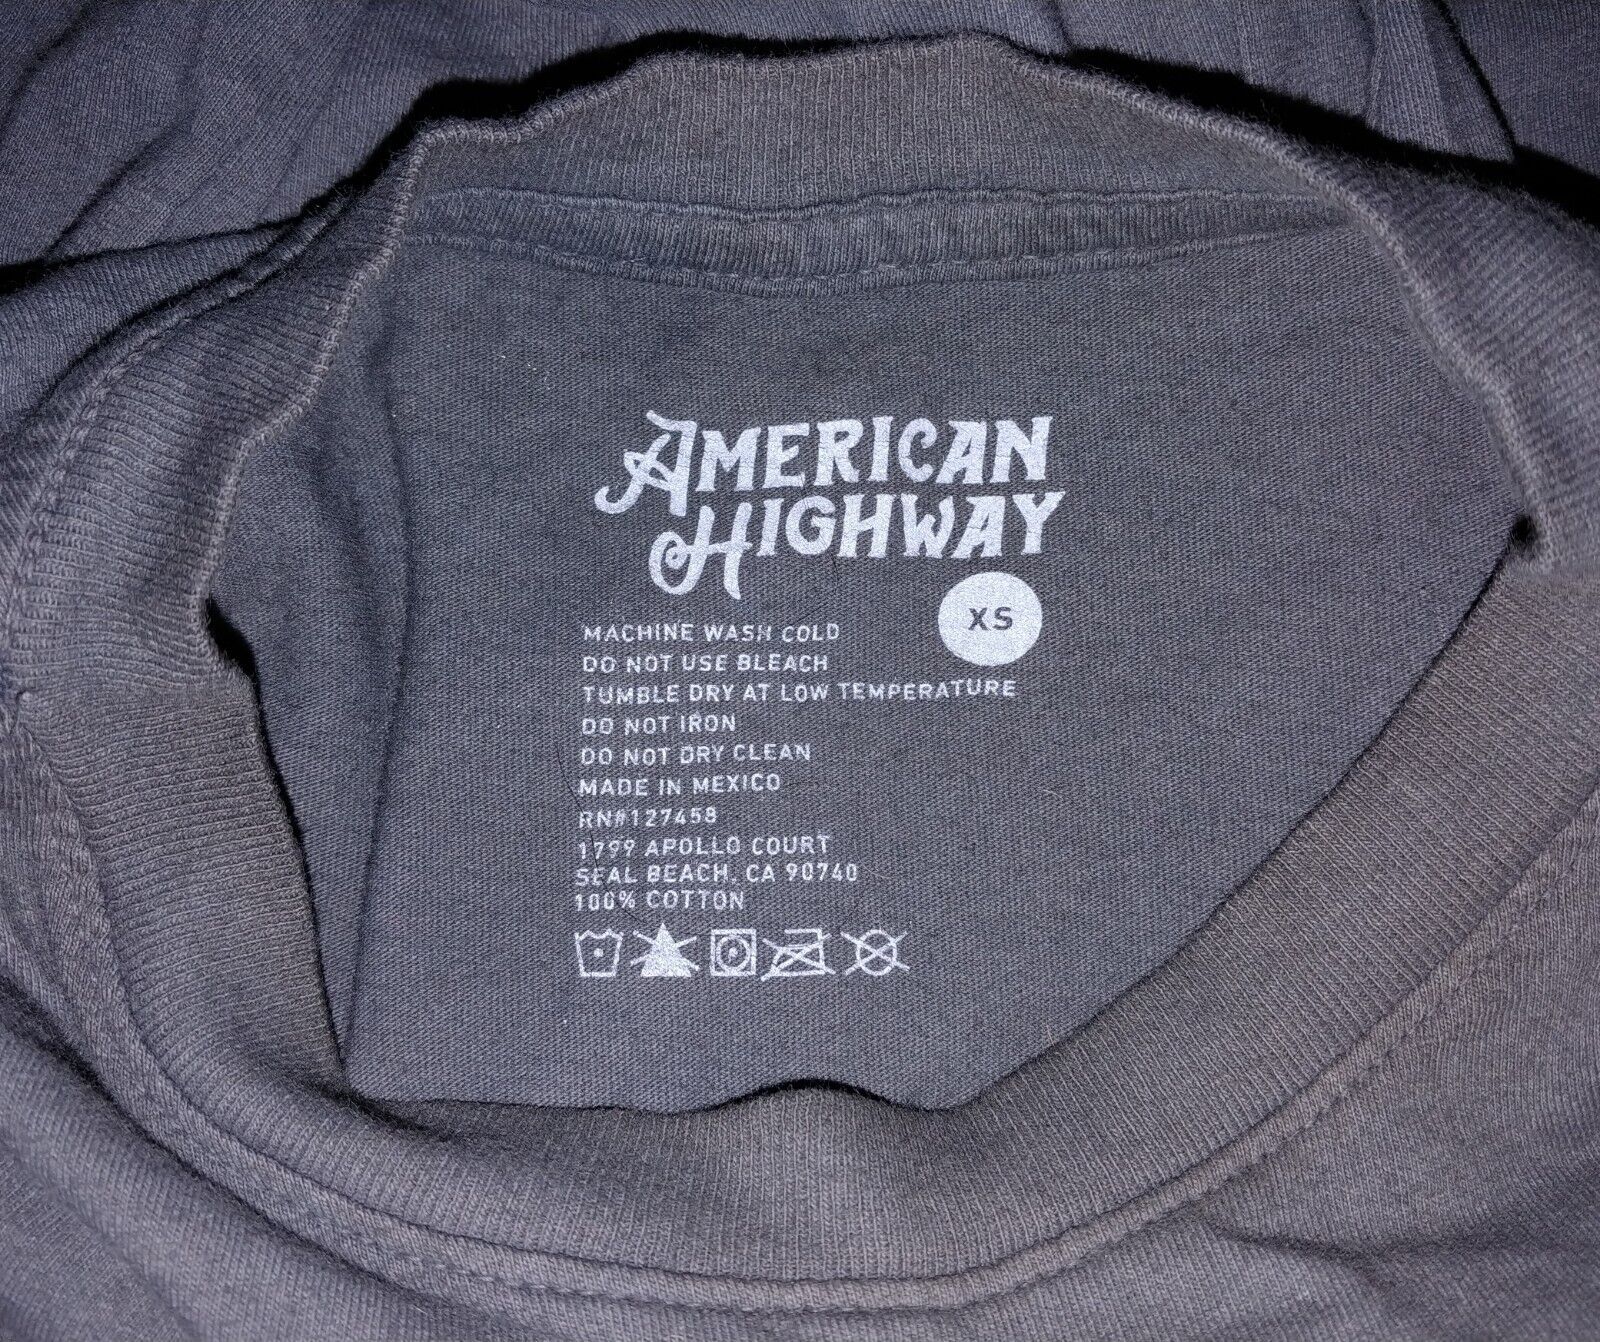 AMERICAN
HIGHWAY
XS
MACHINE WASH COLD
DO NOT USE BLEACH
TUMBLE DRY AT LOW TEMPERATURE
DO NOT IRON
DO NOT DRY CLEAN
MADE IN MEXICO
RN#127458
1799 APOLLO COURT
SEAL BEACH, CA 90740
100% COTTON